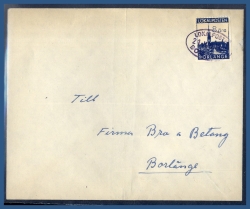 LOKALPOSTEN
BORLÄNGE
Till
Firma Bro & Betong
Borlänge